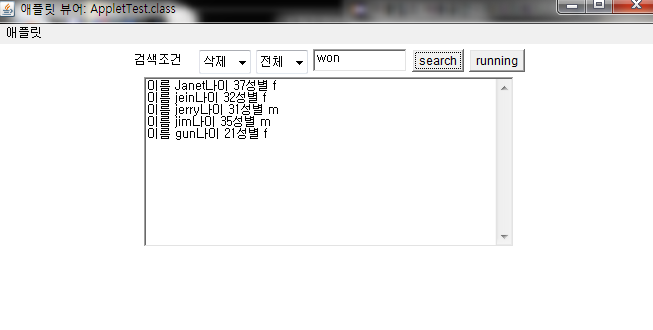 애플릿 뷰어: AppletTest.class
애플릿
검색조건 삭제 전체 won search running
이름 Janet나이 37성별 f
이름 jein나이 32성별 f
이름 jerry나이 31성별 m
이름 jim나이 35성별 m
이름 gun나이 21성별 f